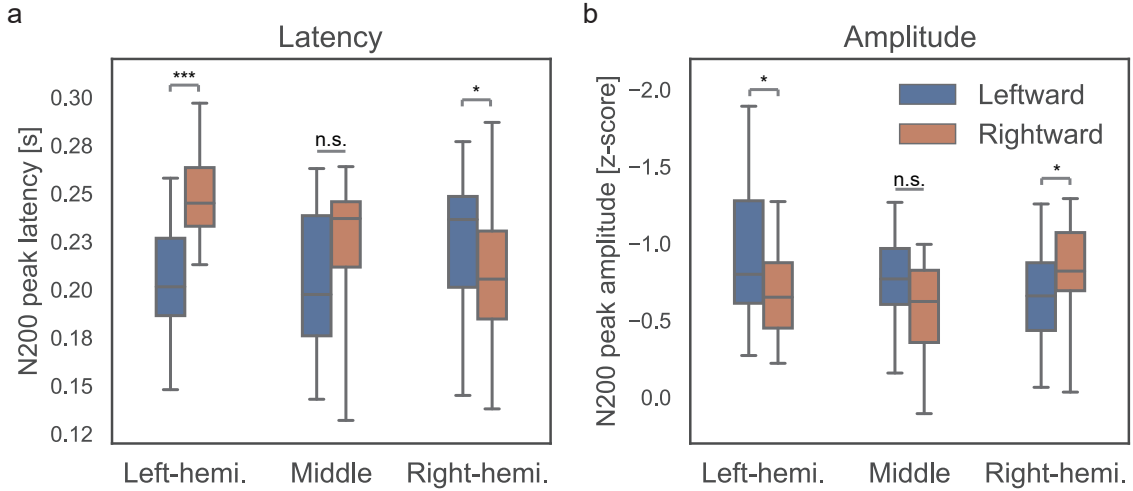 a
Latency
N200 peak latency [s]
0.30
0.28
0.25
0.23
0.20
0.18
0.15
0.12
***
n.s.
*
Left-hemi. Middle Right-hemi.
b
Amplitude
N200 peak amplitude [z-score]
−2.0
−1.5
−1.0
−0.5
0.0
*
n.s.
*
Leftward
Rightward
Left-hemi. Middle Right-hemi.